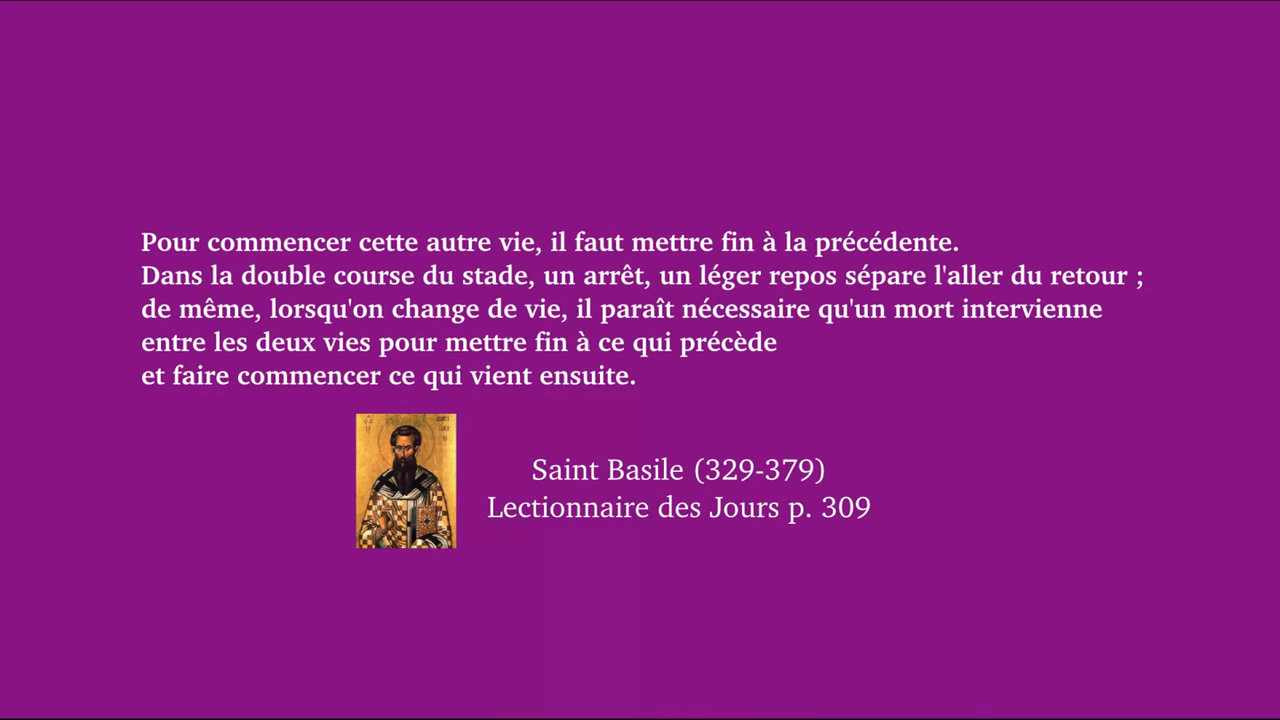 Pour commencer cette autre vie, il faut mettre fin à la précédente.
Dans la double course du stade, un arrêt, un léger repos sépare l'aller du retour ;
de même, lorsqu'on change de vie, il paraît nécessaire qu'un mort intervienne
entre les deux vies pour mettre fin à ce qui précède
et faire commencer ce qui vient ensuite.
Saint Basile (329-379)
Lectionnaire des Jours p. 309